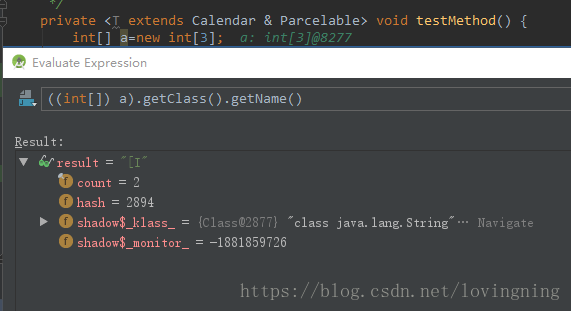 */
private <T extends Calendar & Parcelable> void testMethod() {
int[] a=new int[3];  a: int[3]@8277
Evaluate Expression
((int[]) a).getClass().getName()
Result:
result = "[I"
count = 2
hash = 2894
shadow$_klass_ = {Class@2877} "class java.lang.String"… Navigate
shadow$_monitor_ = -1881859726
https://blog.csdn.net/lovingning